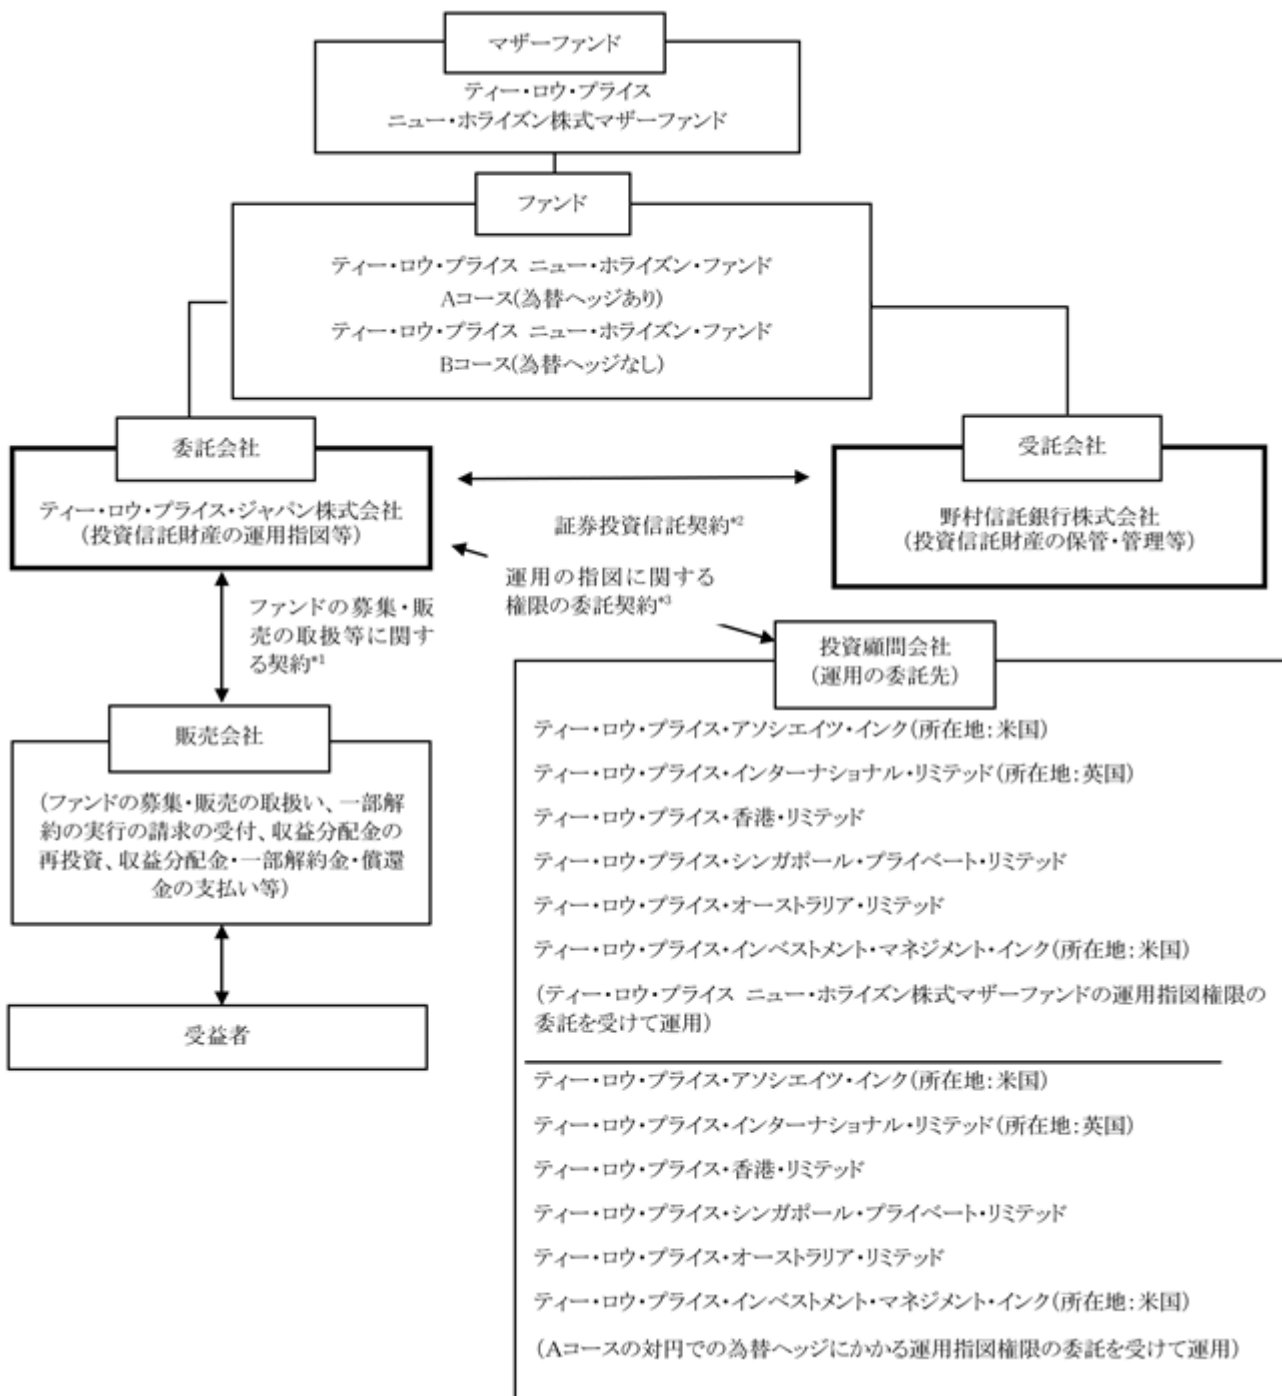 マザーファンド
ティー・ロウ・プライス
ニュー・ホライズン株式マザーファンド
ファンド
ティー・ロウ・プライス ニュー・ホライズン・ファンド
Aコース(為替ヘッジあり)
ティー・ロウ・プライス ニュー・ホライズン・ファンド
Bコース(為替ヘッジなし)
委託会社
ティー・ロウ・プライス・ジャパン株式会社
(投資信託財産の運用指図等)
受託会社
野村信託銀行株式会社
(投資信託財産の保管・管理等)
証券投資信託契約*2
運用の指図に関する
権限の委託契約*3
ファンドの募集・販
売の取扱等に関す
る契約*1
販売会社
(ファンドの募集・販売の取扱い、一部解
約の実行の請求の受付、収益分配金の
再投資、収益分配金・一部解約金・償還
金の支払い等)
受益者
投資顧問会社
(運用の委託先)
ティー・ロウ・プライス・アソシエイツ・インク(所在地:米国)
ティー・ロウ・プライス・インターナショナル・リミテッド(所在地:英国)
ティー・ロウ・プライス・香港・リミテッド
ティー・ロウ・プライス・シンガポール・プライベート・リミテッド
ティー・ロウ・プライス・オーストラリア・リミテッド
ティー・ロウ・プライス・インベストメント・マネジメント・インク(所在地:米国)
(ティー・ロウ・プライス ニュー・ホライズン株式マザーファンドの運用指図権限の
委託を受けて運用)
ティー・ロウ・プライス・アソシエイツ・インク(所在地:米国)
ティー・ロウ・プライス・インターナショナル・リミテッド(所在地:英国)
ティー・ロウ・プライス・香港・リミテッド
ティー・ロウ・プライス・シンガポール・プライベート・リミテッド
ティー・ロウ・プライス・オーストラリア・リミテッド
ティー・ロウ・プライス・インベストメント・マネジメント・インク(所在地:米国)
(Aコースの対円での為替ヘッジにかかる運用指図権限の委託を受けて運用)